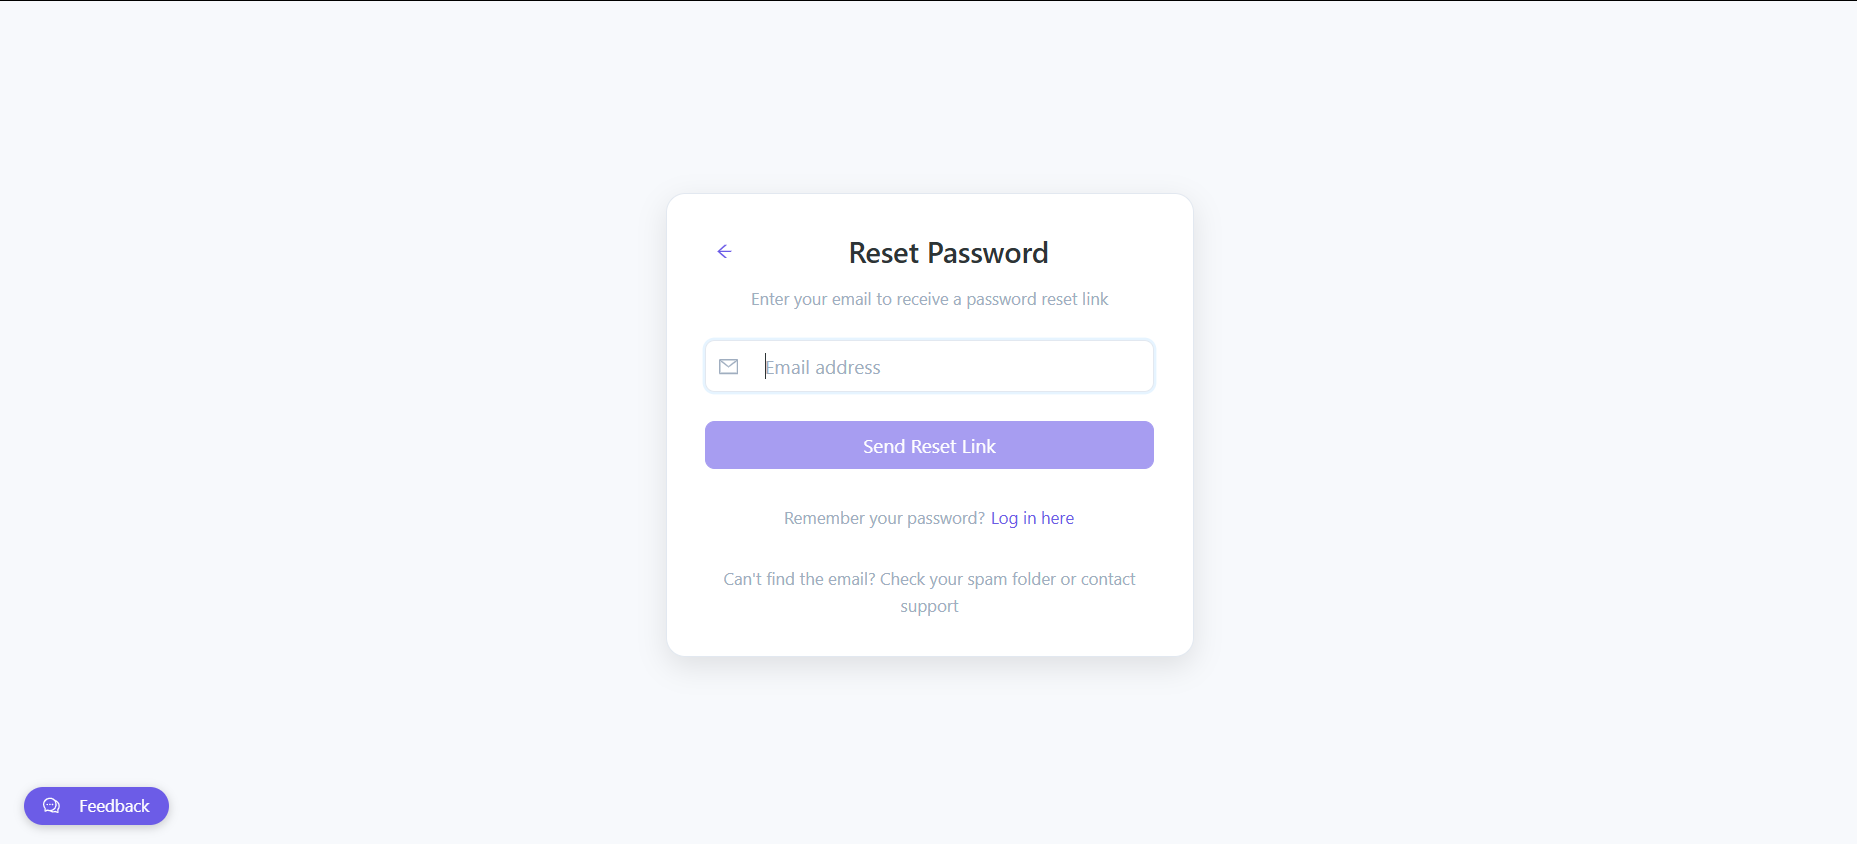 Reset Password
Enter your email to receive a password reset link
Email address
Send Reset Link
Remember your password? Log in here
Can't find the email? Check your spam folder or contact
support
Feedback